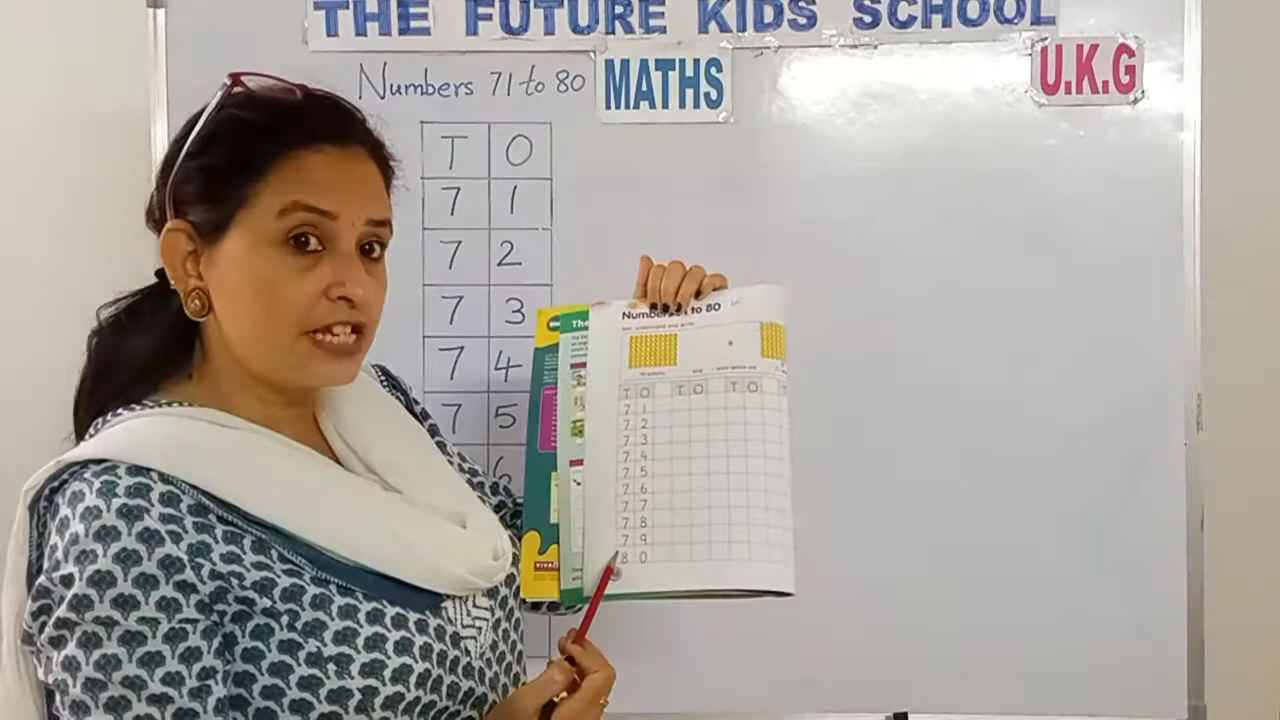 THE FUTURE KIDS SCHOOL
Numbers 71 to 80
MATHS
U.K.G
T O
7 1
7 2
7 3
7 4
7 5
6
to 80
T O T O T O
7 1
7 2
7 3
7 4
7 5
7 6
7 7
7 8
7 9
8 0